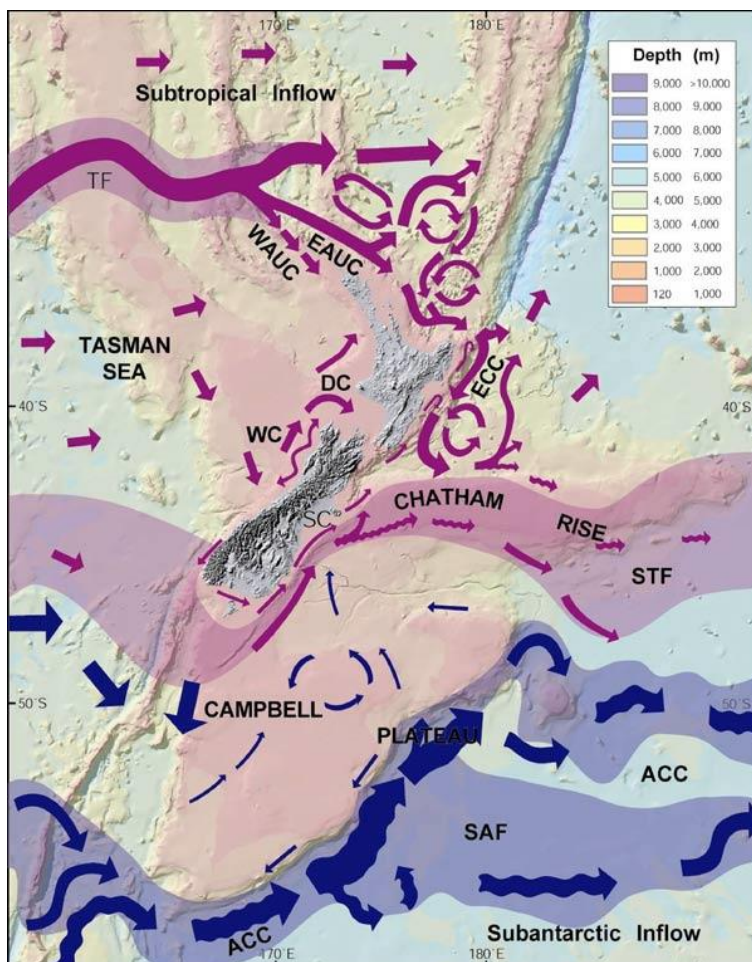 170°E
180°E
Depth (m)
9,000 >10,000
8,000 9.000
7,000 8,000
6,000 7,000
5,000 6,000
4, 000 5,000
3,000 4,000
2,000 3,000
1,000 2,000
120 1,000
Subtropical Inflow
TF
WAUC
EAUC
TASMAN
SEA
DC
ECC
40°S
40°S
WC
SC
CHATHAM
RISE
STF
50°S
CAMPBELL
PLATEAU
50°S
ACC
SAF
ACC
Subantarctic Inflow
170°E
180°E